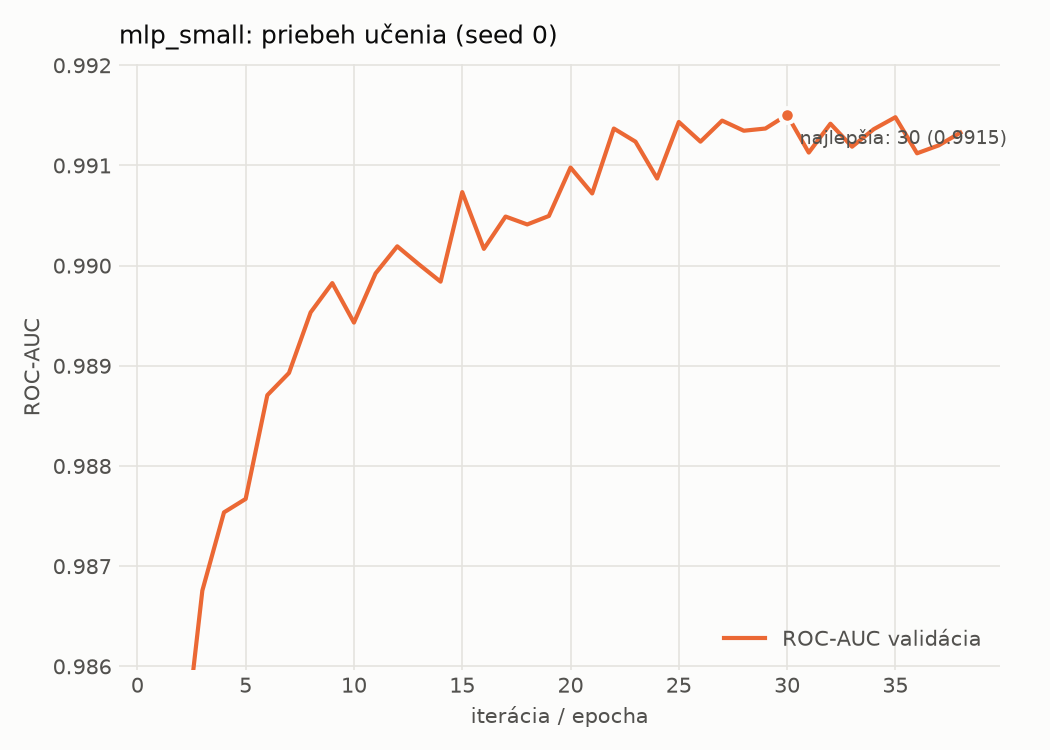 mlp_small: priebeh učenia (seed 0)
0.992
0.991
0.990
0.989
0.988
0.987
0.986
ROC-AUC
najlepšia: 30 (0.9915)
ROC-AUC validácia
0 5 10 15 20 25 30 35
iterácia / epocha